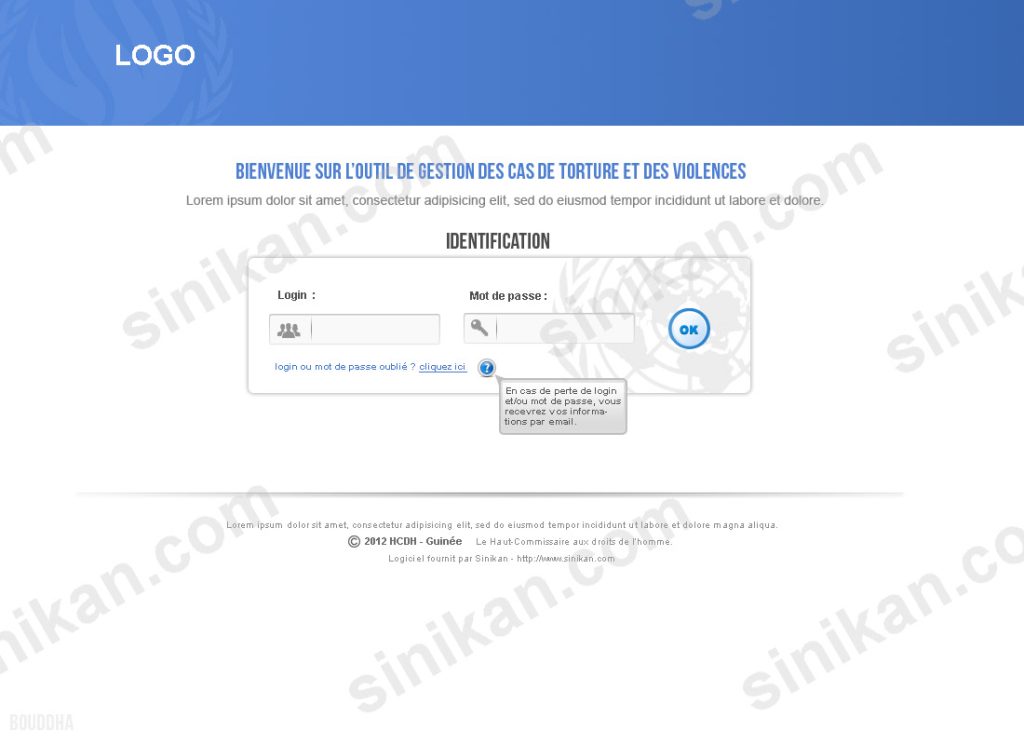 sinikan.com
LOGO
BIENVENUE SUR L'OUTIL DE GESTION DES CAS DE TORTURE ET DES VIOLENCES
Lorem ipsum dolor sit amet, consectetur adipisicing elit, sed do eiusmod tempor incididunt ut labore et dolore.
IDENTIFICATION
Login :
Mot de passe :
OK
login ou mot de passe oublié ? cliquez ici
?
En cas de perte de login
et/ou mot de passe, vous
recevrez vos informa-
tions par email.
Lorem ipsum dolor sit amet, consectetur adipisicing elit, sed do eiusmod tempor incididunt ut labore et dolore magna aliqua.
© 2012 HCDH - Guinée Le Haut-Commissaire aux droits de l'homme.
Logiciel fournit par Sinikan - http://www.sinikan.com
sinikan.com
sinikan.com
sinikan.com
sinikan.com
sinikan.com
sinikan.com
BOUDDHA